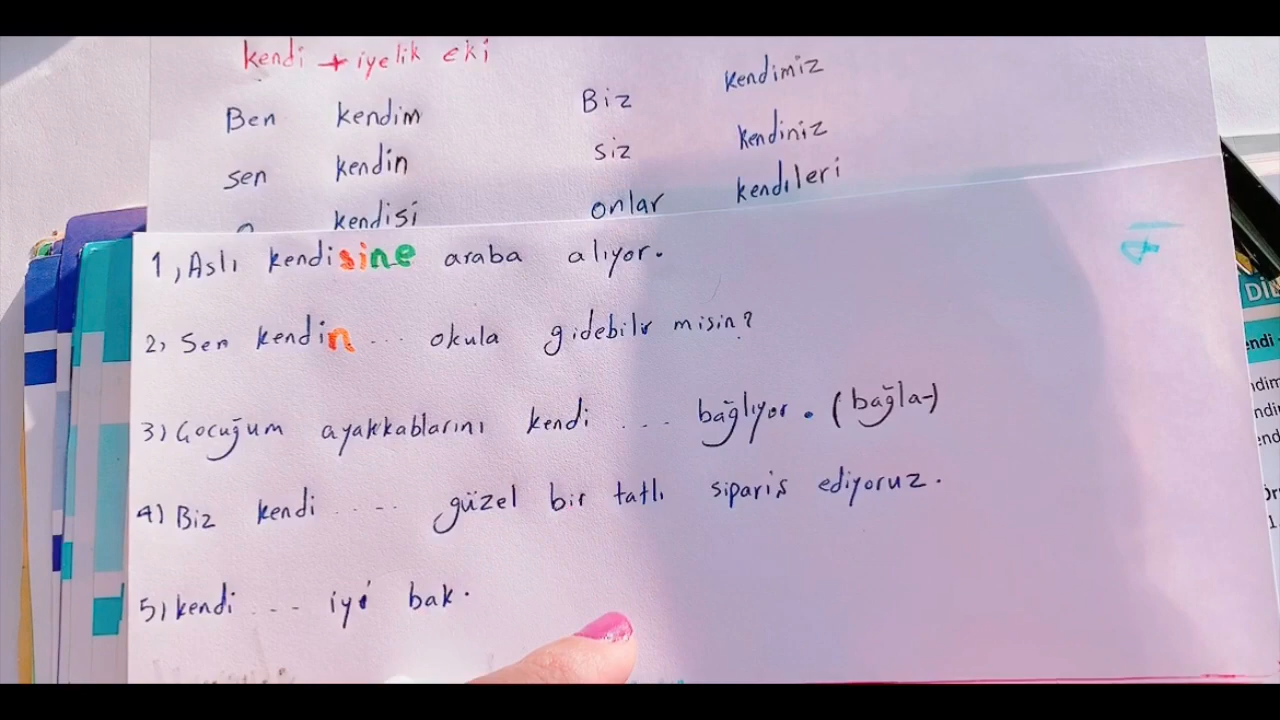 kendi + iyelik eki
Ben kendim Biz kendimiz
sen kendin siz kendiniz
kendisi onlar kendileri
1, Aslı kendisine araba alıyor.
2, Sen kendin ... okula gidebilir misin?
3) Çocuğum ayakkablarını kendi ... bağlıyor. (bağla-)
4) Biz kendi .... güzel bir tatlı sipariş ediyoruz.
5) kendi ... iyi bak.